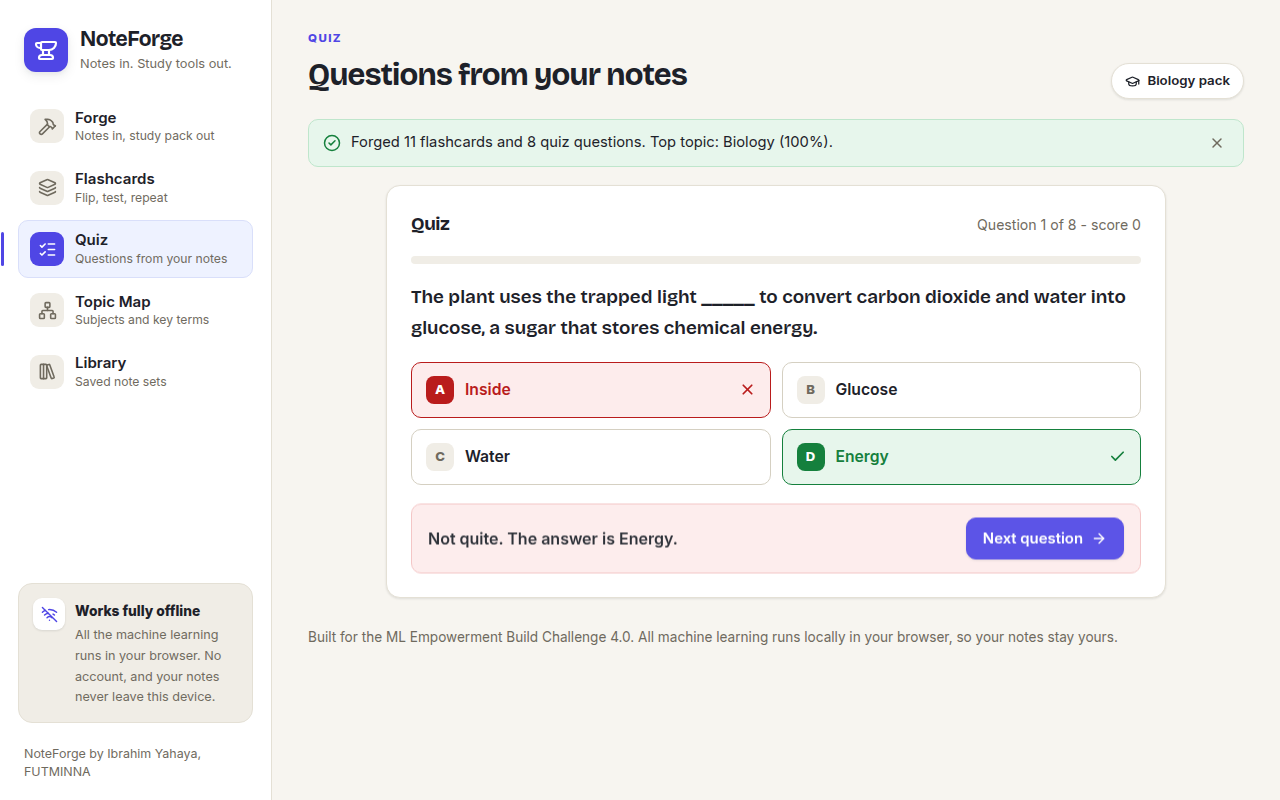 NoteForge
Notes in. Study tools out.
Forge
Notes in, study pack out
Flashcards
Flip, test, repeat
Quiz
Questions from your notes
Topic Map
Subjects and key terms
Library
Saved note sets
Works fully offline
All the machine learning
runs in your browser. No
account, and your notes
never leave this device.
NoteForge by Ibrahim Yahaya,
FUTMINNA
QUIZ
Questions from your notes
Biology pack
Forged 11 flashcards and 8 quiz questions. Top topic: Biology (100%).
Quiz
Question 1 of 8 - score 0
The plant uses the trapped light _____ to convert carbon dioxide and water into
glucose, a sugar that stores chemical energy.
A Inside
B Glucose
C Water
D Energy
Not quite. The answer is Energy.
Next question
Built for the ML Empowerment Build Challenge 4.0. All machine learning runs locally in your browser, so your notes stay yours.